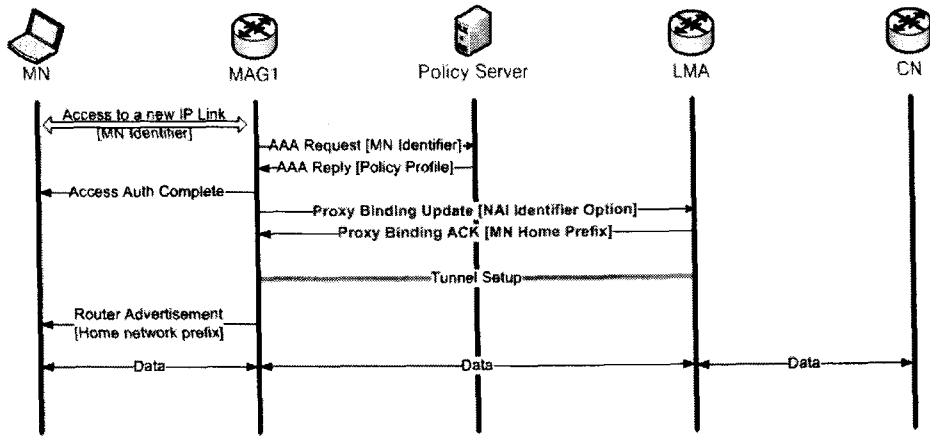 MN
MAG1
Policy Server
LMA
CN
Access to a new IP Link
[MN Identifier]
AAA Request [MN Identifier]
AAA Reply [Policy Profile]
Access Auth Complete
Proxy Binding Update [NAI Identifier Option]
Proxy Binding ACK [MN Home Prefix]
Tunnel Setup
Router Advertisement
[Home network prefix]
Data
Data
Data